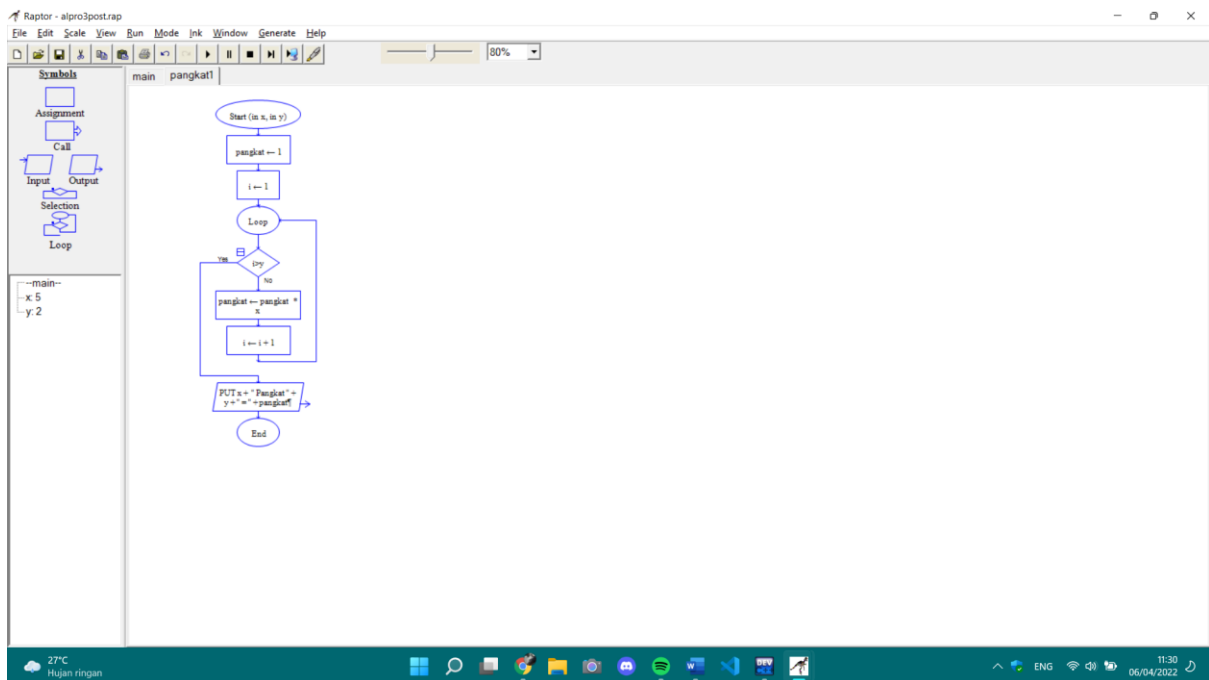 Raptor - alpro3post.rap
File Edit Scale View Run Mode Ink Window Generate Help
80%
Symbols
Assignment
Call
Input Output
Selection
Loop
main pangkat1
--main--
x: 5
y: 2
Start (in x, in y)
pangkat ← 1
i ← 1
Loop
Yes
i>y
No
pangkat ← pangkat *
x
i ← i + 1
PUT x + " Pangkat " +
y + " = " + pangkat¶
End
27°C
Hujan ringan
DEV
ENG
11:30
06/04/2022